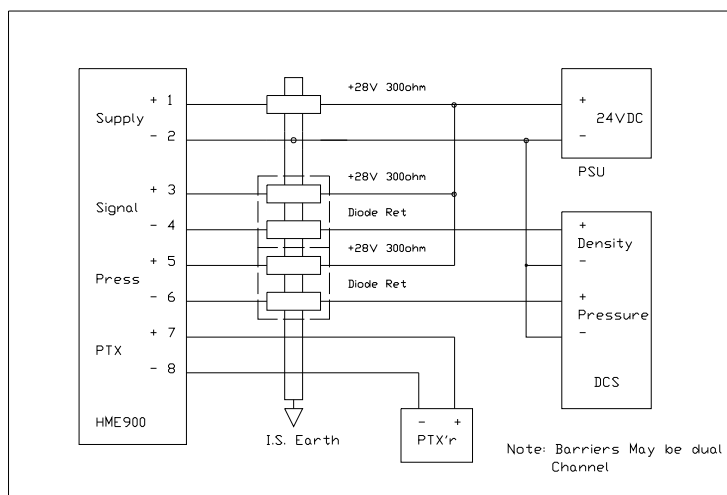 +28V 300ohm
+ 1
Supply
- 2
+
24VDC
-
PSU
+28V 300ohm
+ 3
Signal
- 4
Diode Ret
+
Density
-
+28V 300ohm
+ 5
Press
- 6
Diode Ret
+
Pressure
-
+ 7
PTX
- 8
DCS
HME900
I.S. Earth
- +
PTX'r
Note: Barriers May be dual
Channel